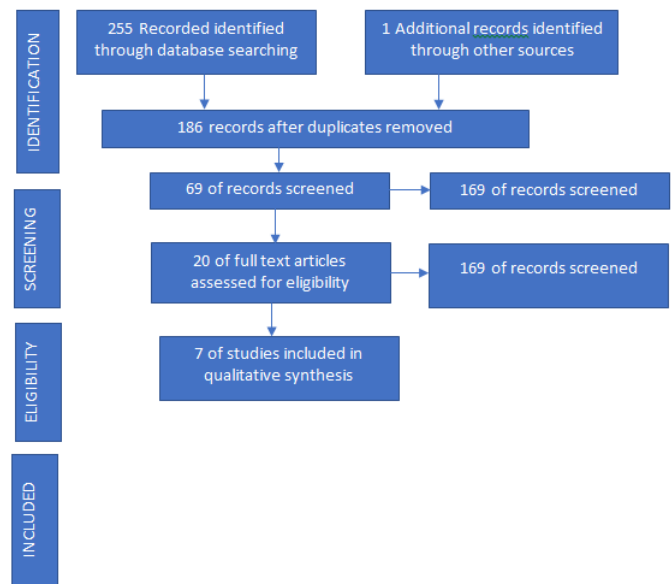 IDENTIFICATION
255 Recorded identified
through database searching
1 Additional records identified
through other sources
186 records after duplicates removed
SCREENING
69 of records screened
169 of records screened
20 of full text articles
assessed for eligibility
169 of records screened
ELIGIBILITY
7 of studies included in
qualitative synthesis
INCLUDED